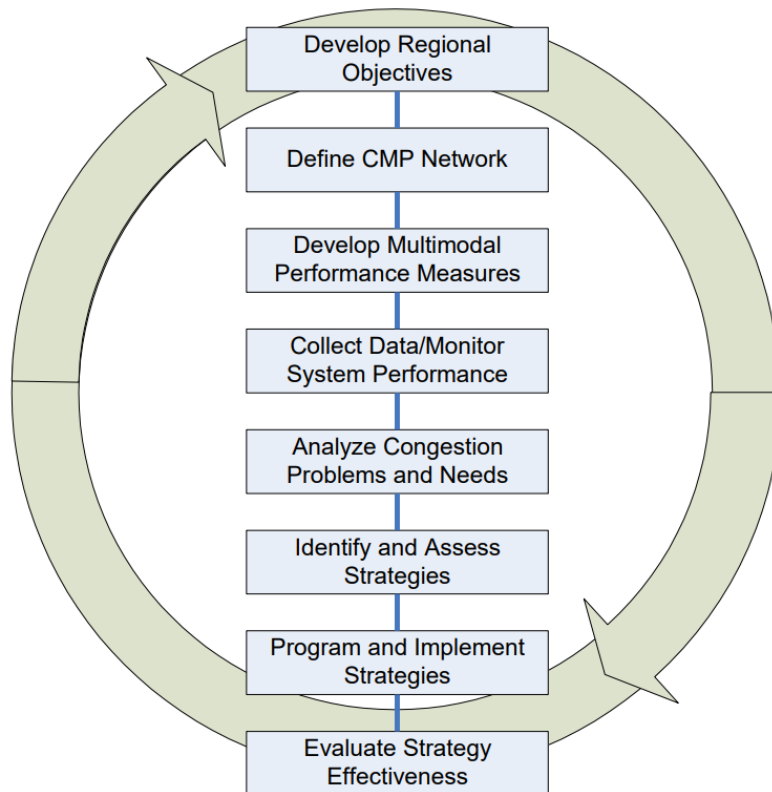 Develop Regional
Objectives
Define CMP Network
Develop Multimodal
Performance Measures
Collect Data/Monitor
System Performance
Analyze Congestion
Problems and Needs
Identify and Assess
Strategies
Program and Implement
Strategies
Evaluate Strategy
Effectiveness